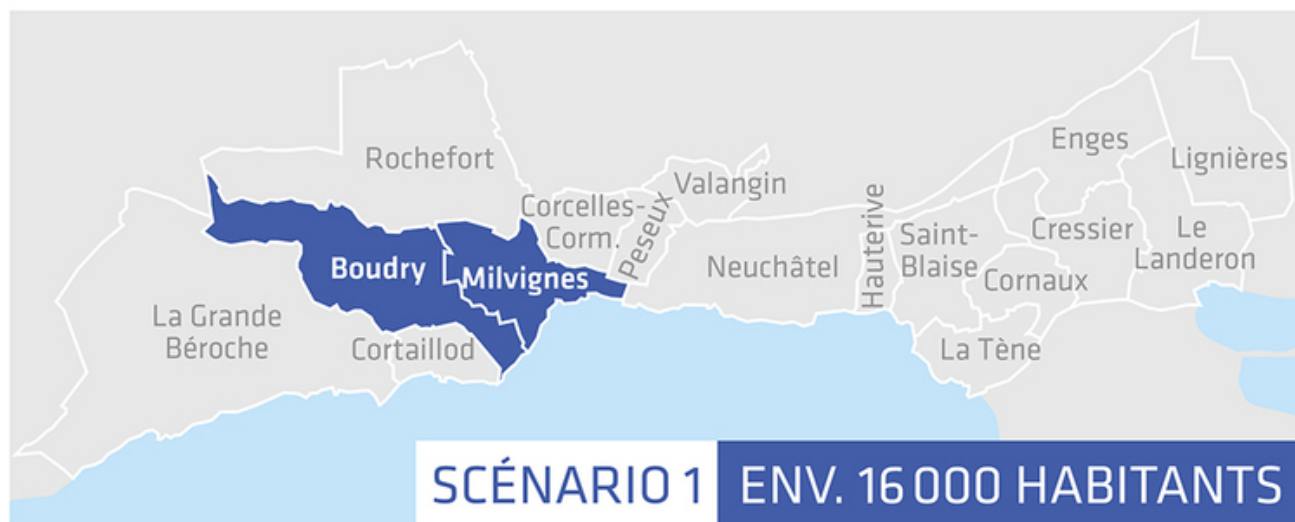 Enges
Lignières
Rochefort
Valangin
Corcelles-
Corm.
Peseux
Hauterive
Saint-
Blaise
Cressier
Le
Landeron
Boudry
Milvignes
Neuchâtel
Cornaux
La Grande
Béroche
Cortaillod
La Tène
SCÉNARIO 1
ENV. 16 000 HABITANTS